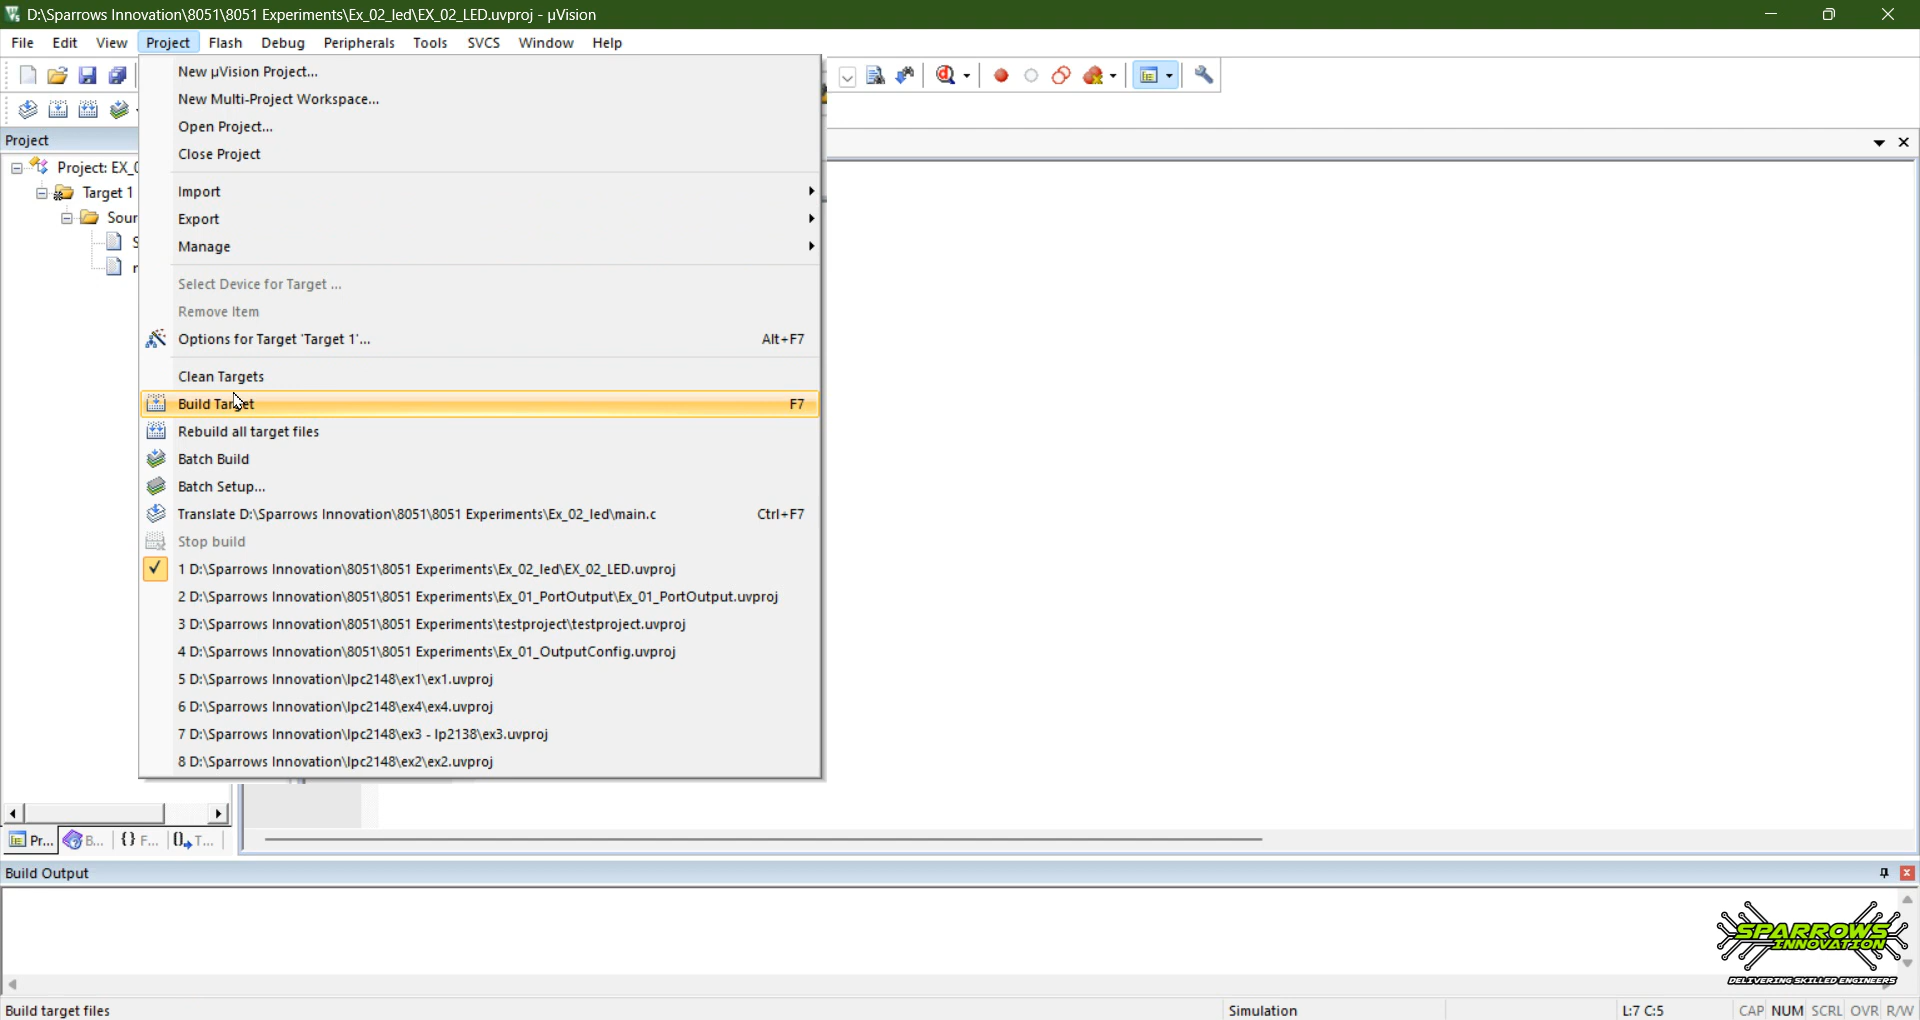 D:\Sparrows Innovation\8051\8051 Experiments\Ex_02_led\EX_02_LED.uvproj - µVision
File Edit View Project Flash Debug Peripherals Tools SVCS Window Help
New µVision Project...
New Multi-Project Workspace...
Open Project...
Close Project
Import
Export
Manage
Select Device for Target ...
Remove Item
Options for Target 'Target 1'... Alt+F7
Clean Targets
Build Target F7
Rebuild all target files
Batch Build
Batch Setup...
Translate D:\Sparrows Innovation\8051\8051 Experiments\Ex_02_led\main.c Ctrl+F7
Stop build
1 D:\Sparrows Innovation\8051\8051 Experiments\Ex_02_led\EX_02_LED.uvproj
2 D:\Sparrows Innovation\8051\8051 Experiments\Ex_01_PortOutput\Ex_01_PortOutput.uvproj
3 D:\Sparrows Innovation\8051\8051 Experiments\testproject\testproject.uvproj
4 D:\Sparrows Innovation\8051\8051 Experiments\Ex_01_OutputConfig.uvproj
5 D:\Sparrows Innovation\lpc2148\ex1\ex1.uvproj
6 D:\Sparrows Innovation\lpc2148\ex4\ex4.uvproj
7 D:\Sparrows Innovation\lpc2148\ex3 - lp2138\ex3.uvproj
8 D:\Sparrows Innovation\lpc2148\ex2\ex2.uvproj
Project
Project: EX_
Target 1
Sour
Pr... B... {} F... T...
Build Output
SPARROWS
INNOVATION
DELIVERING SKILLED ENGINEERS
Build target files Simulation L:7 C:5 CAP NUM SCRL OVR R/W